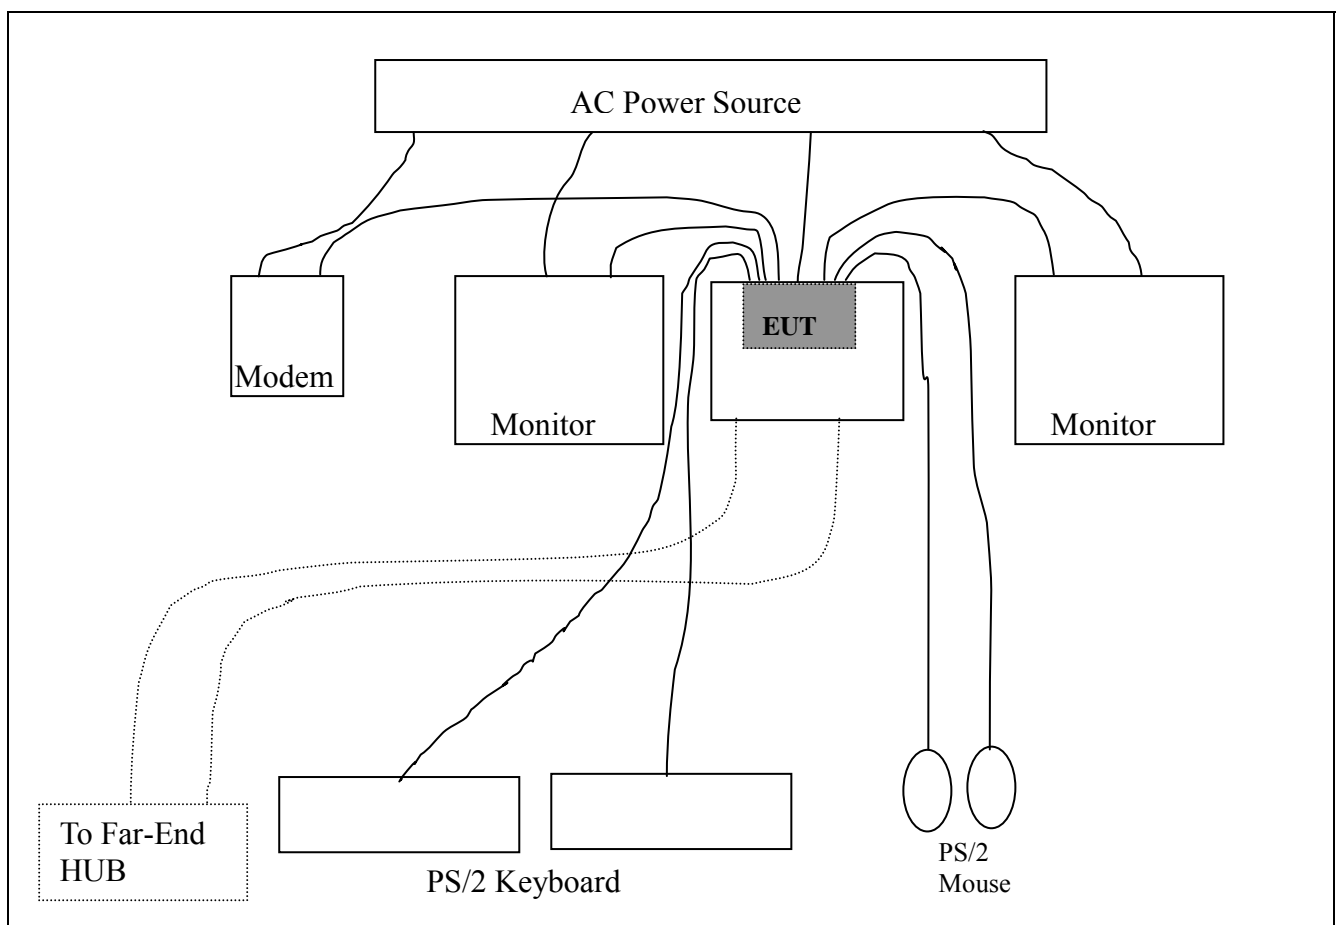 AC Power Source
EUT
Modem
Monitor
Monitor
To Far-End
HUB
PS/2 Keyboard
PS/2
Mouse